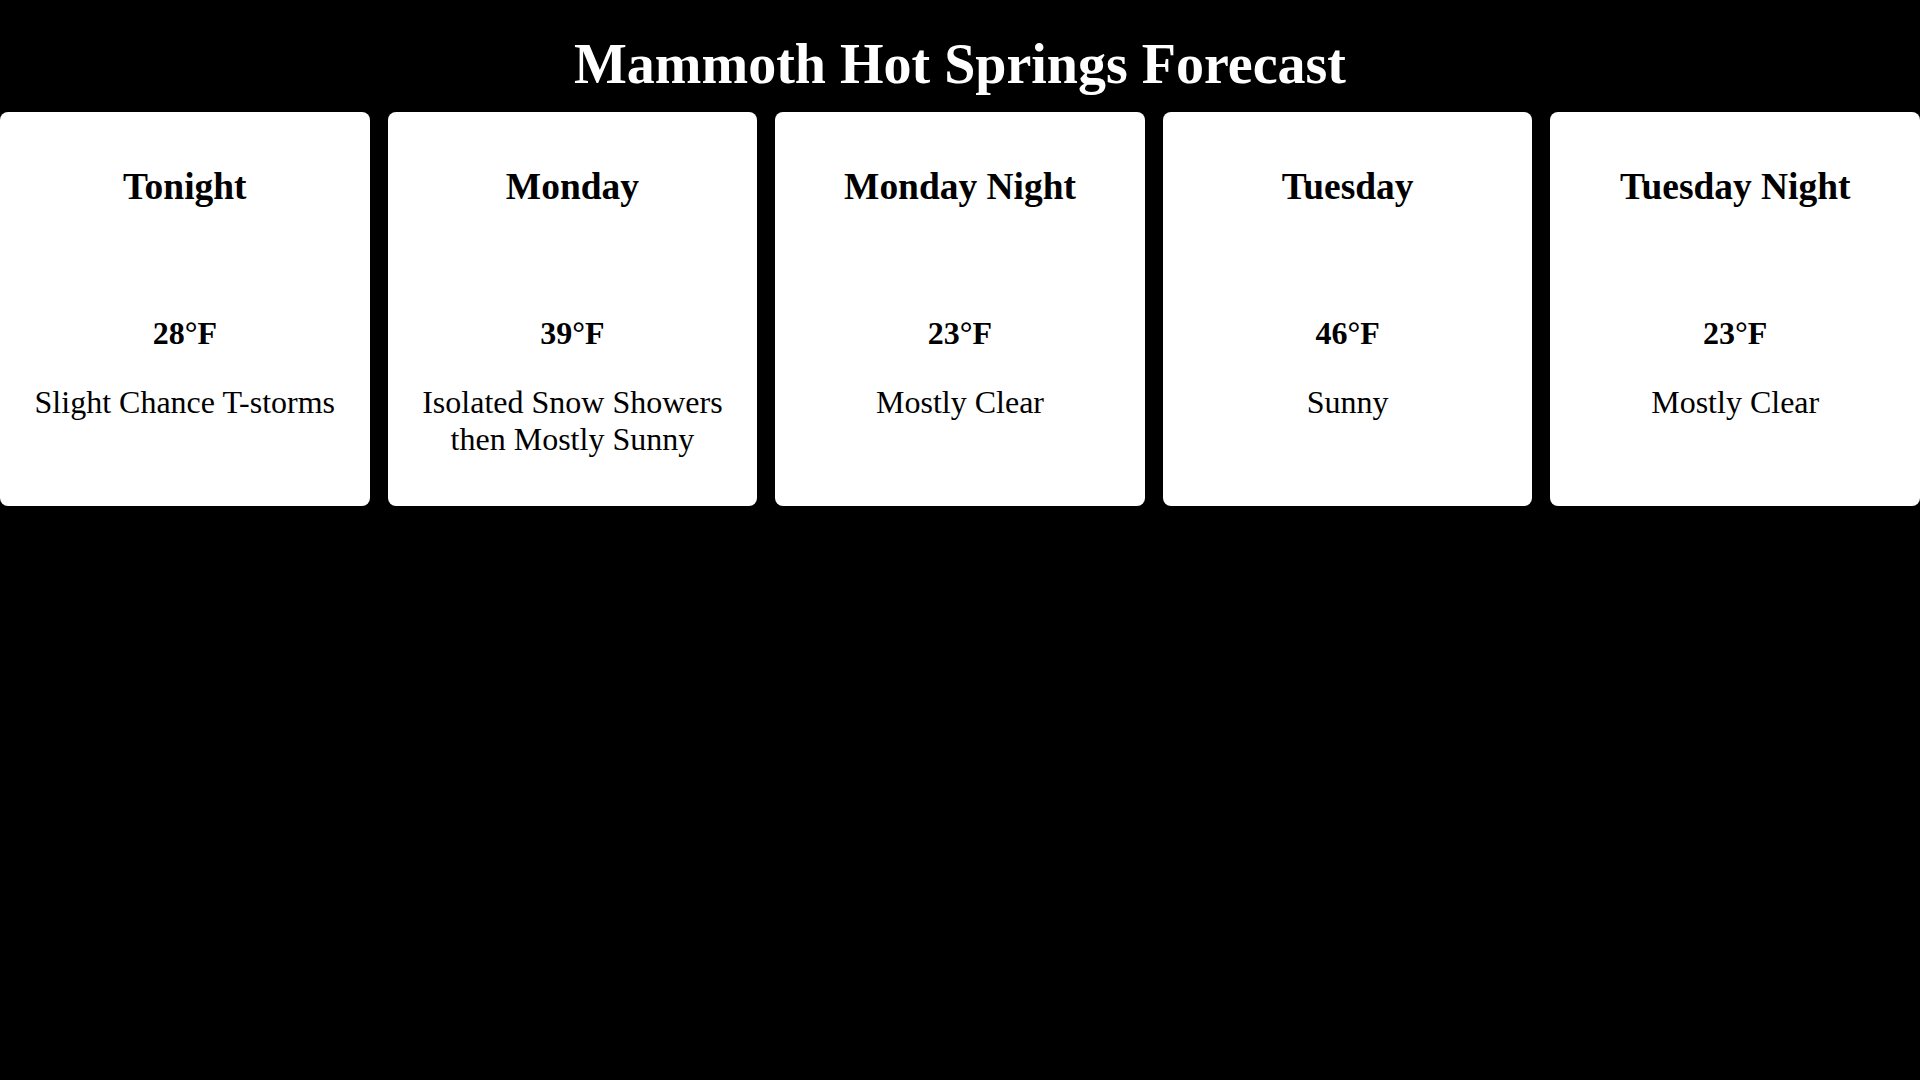 Mammoth Hot Springs Forecast
Tonight
28°F
Slight Chance T-storms
Monday
39°F
Isolated Snow Showers
then Mostly Sunny
Monday Night
23°F
Mostly Clear
Tuesday
46°F
Sunny
Tuesday Night
23°F
Mostly Clear